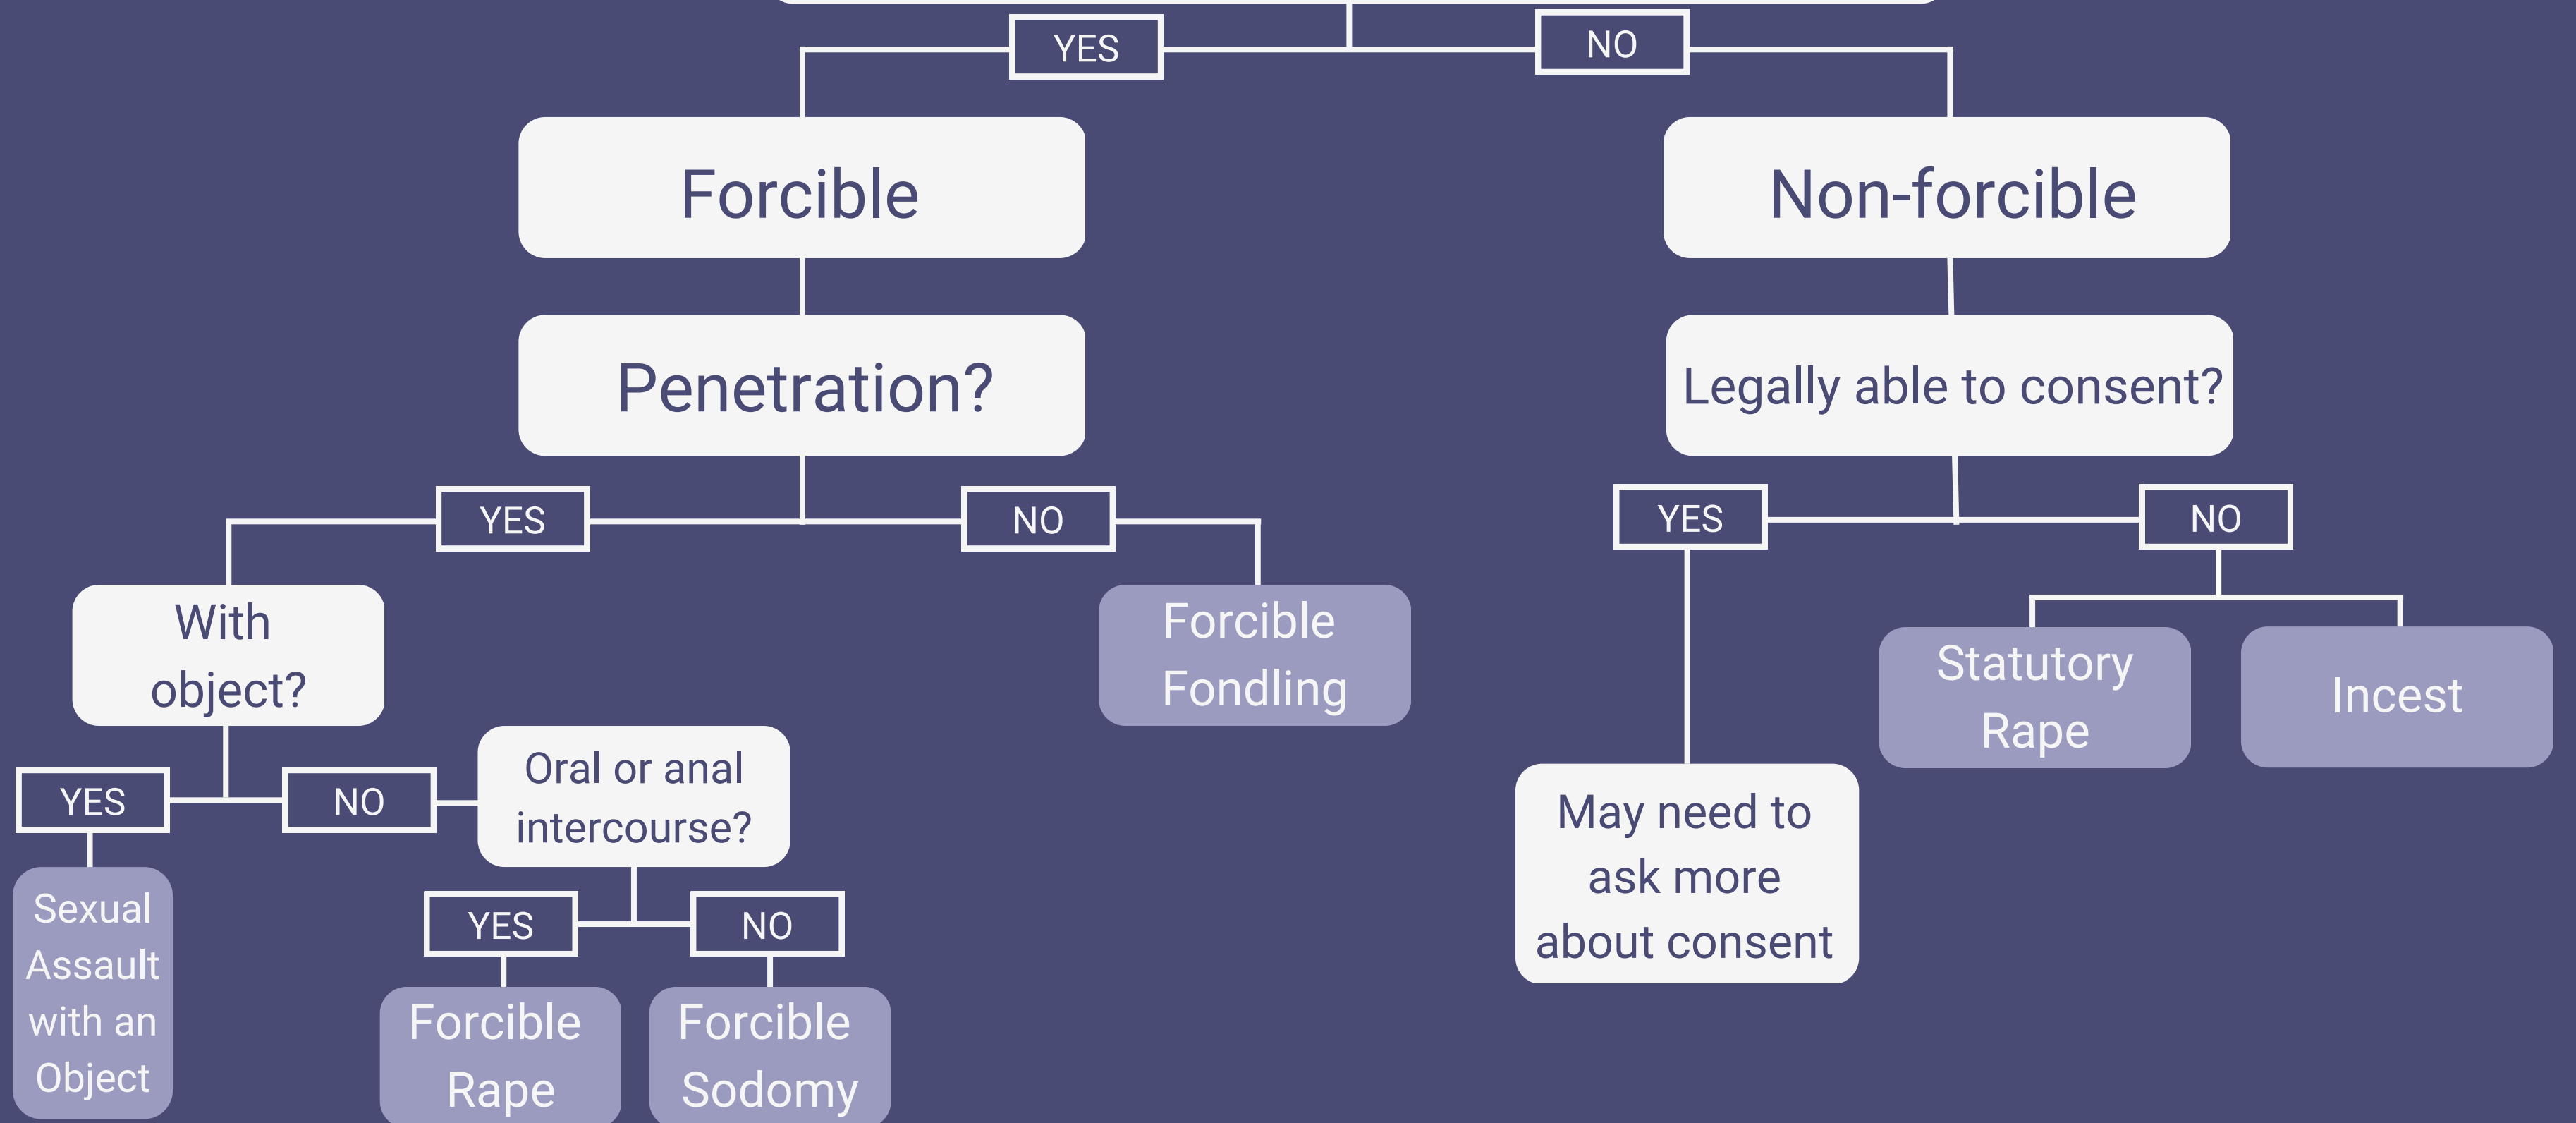 YES
NO
Forcible
Non-forcible
Penetration?
Legally able to consent?
YES
NO
YES
NO
With
object?
Forcible
Fondling
Statutory
Rape
Incest
YES
NO
Oral or anal
intercourse?
May need to
ask more
about consent
Sexual
Assault
with an
Object
YES
NO
Forcible
Rape
Forcible
Sodomy